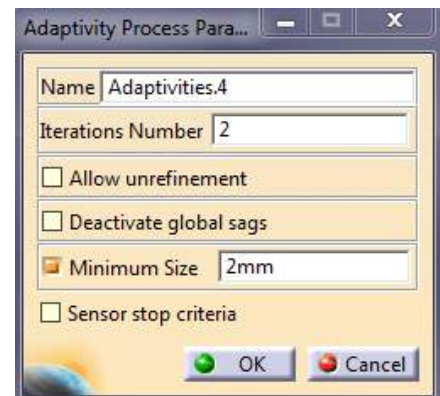 Adaptivity Process Para...
Name Adaptivities.4
Iterations Number 2
Allow unrefinement
Deactivate global sags
Minimum Size 2mm
Sensor stop criteria
OK Cancel